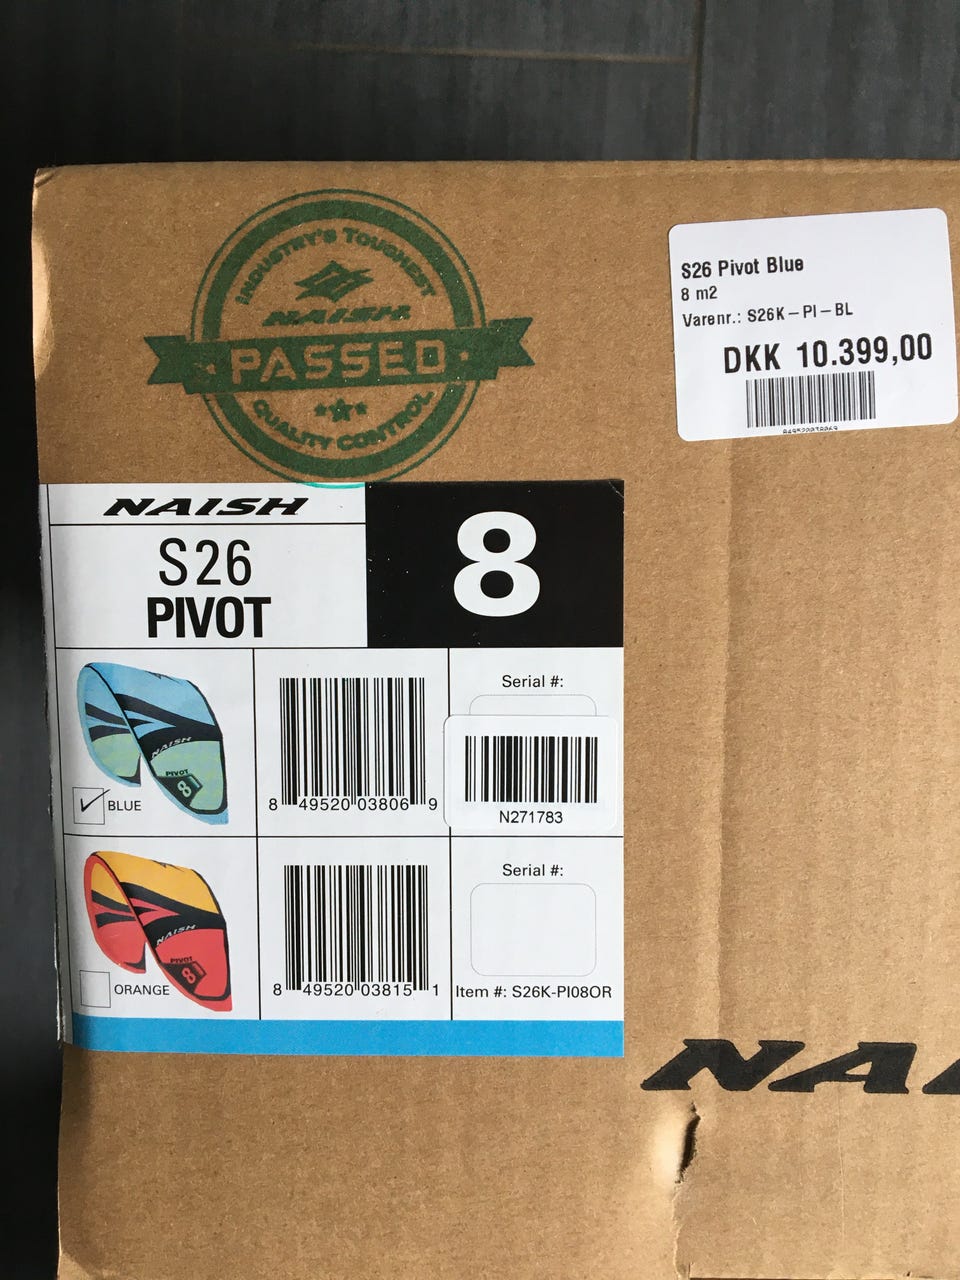 INDUSTRY'S TOUGHEST
NAISH
PASSED
QUALITY CONTROL
S26 Pivot Blue
8 m2
Varenr.: S26K-PI-BL
DKK 10.399,00
NAISH
S26
PIVOT
8
NAISH
PIVOT
8
BLUE
8 49520 03806 9
Serial #:
N271783
NAISH
PIVOT
8
ORANGE
8 49520 03815 1
Serial #:
Item #: S26K-PI08OR
NA